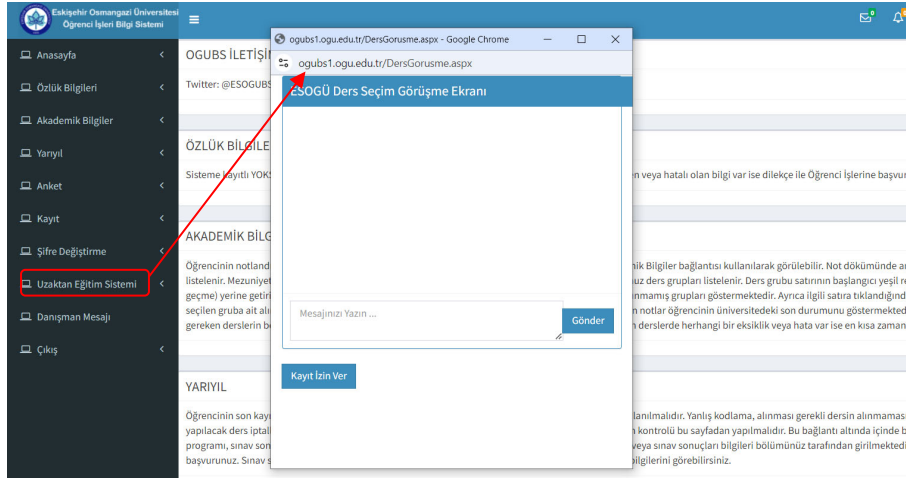 Eskişehir Osmangazi Üniversitesi
Öğrenci İşleri Bilgi Sistemi
Anasayfa
Özlük Bilgileri
Akademik Bilgiler
Yarıyıl
Anket
Kayıt
Şifre Değiştirme
Uzaktan Eğitim Sistemi
Danışman Mesajı
Çıkış
OGUBS İLETİŞİ
Twitter: @ESOGUBS
ÖZLÜK BİLGİLE
Sisteme kayıtlı YOKS
en veya hatalı olan bilgi var ise dilekçe ile Öğrenci İşlerine başvur
AKADEMİK BİLG
Öğrencinin notland
listelenir. Mezuniyet
geçme) yerine getiri
seçilen gruba ait alı
gereken derslerin b
ik Bilgiler bağlantısı kullanılarak görülebilir. Not dökümünde
uz ders grupları listelenir. Ders grubu satırının başlangıcı yeşil
nmamış grupları göstermektedir. Ayrıca ilgili satıra tıklandığınd
n notlar öğrencinin üniversitedeki son durumunu göstermekted
derslerde herhangi bir eksiklik veya hata var ise en kısa zaman
YARIYIL
Öğrencinin son kayı
yapılacak ders iptal
programı, sınav son
başvurunuz. Sınav s
lanılmalıdır. Yanlış kodlama, alınması gerekli dersin alınmaması
kontrolü bu sayfadan yapılmalıdır. Bu bağlantı altında içinde b
veya sınav sonuçları bilgileri bölümünüz tarafından girilmektedi
bilgilerini görebilirsiniz.
ogubs1.ogu.edu.tr/DersGorusme.aspx - Google Chrome
ogubs1.ogu.edu.tr/DersGorusme.aspx
ESOGÜ Ders Seçim Görüşme Ekranı
Mesajınızı Yazın ...
Gönder
Kayıt İzin Ver